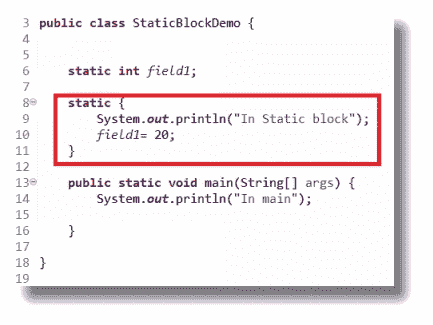 3 public class StaticBlockDemo {
4
5
6 static int field1;
7
8 static {
9 System.out.println("In Static block");
10 field1= 20;
11 }
12
13 public static void main(String[] args) {
14 System.out.println("In main");
15
16 }
17
18 }
19